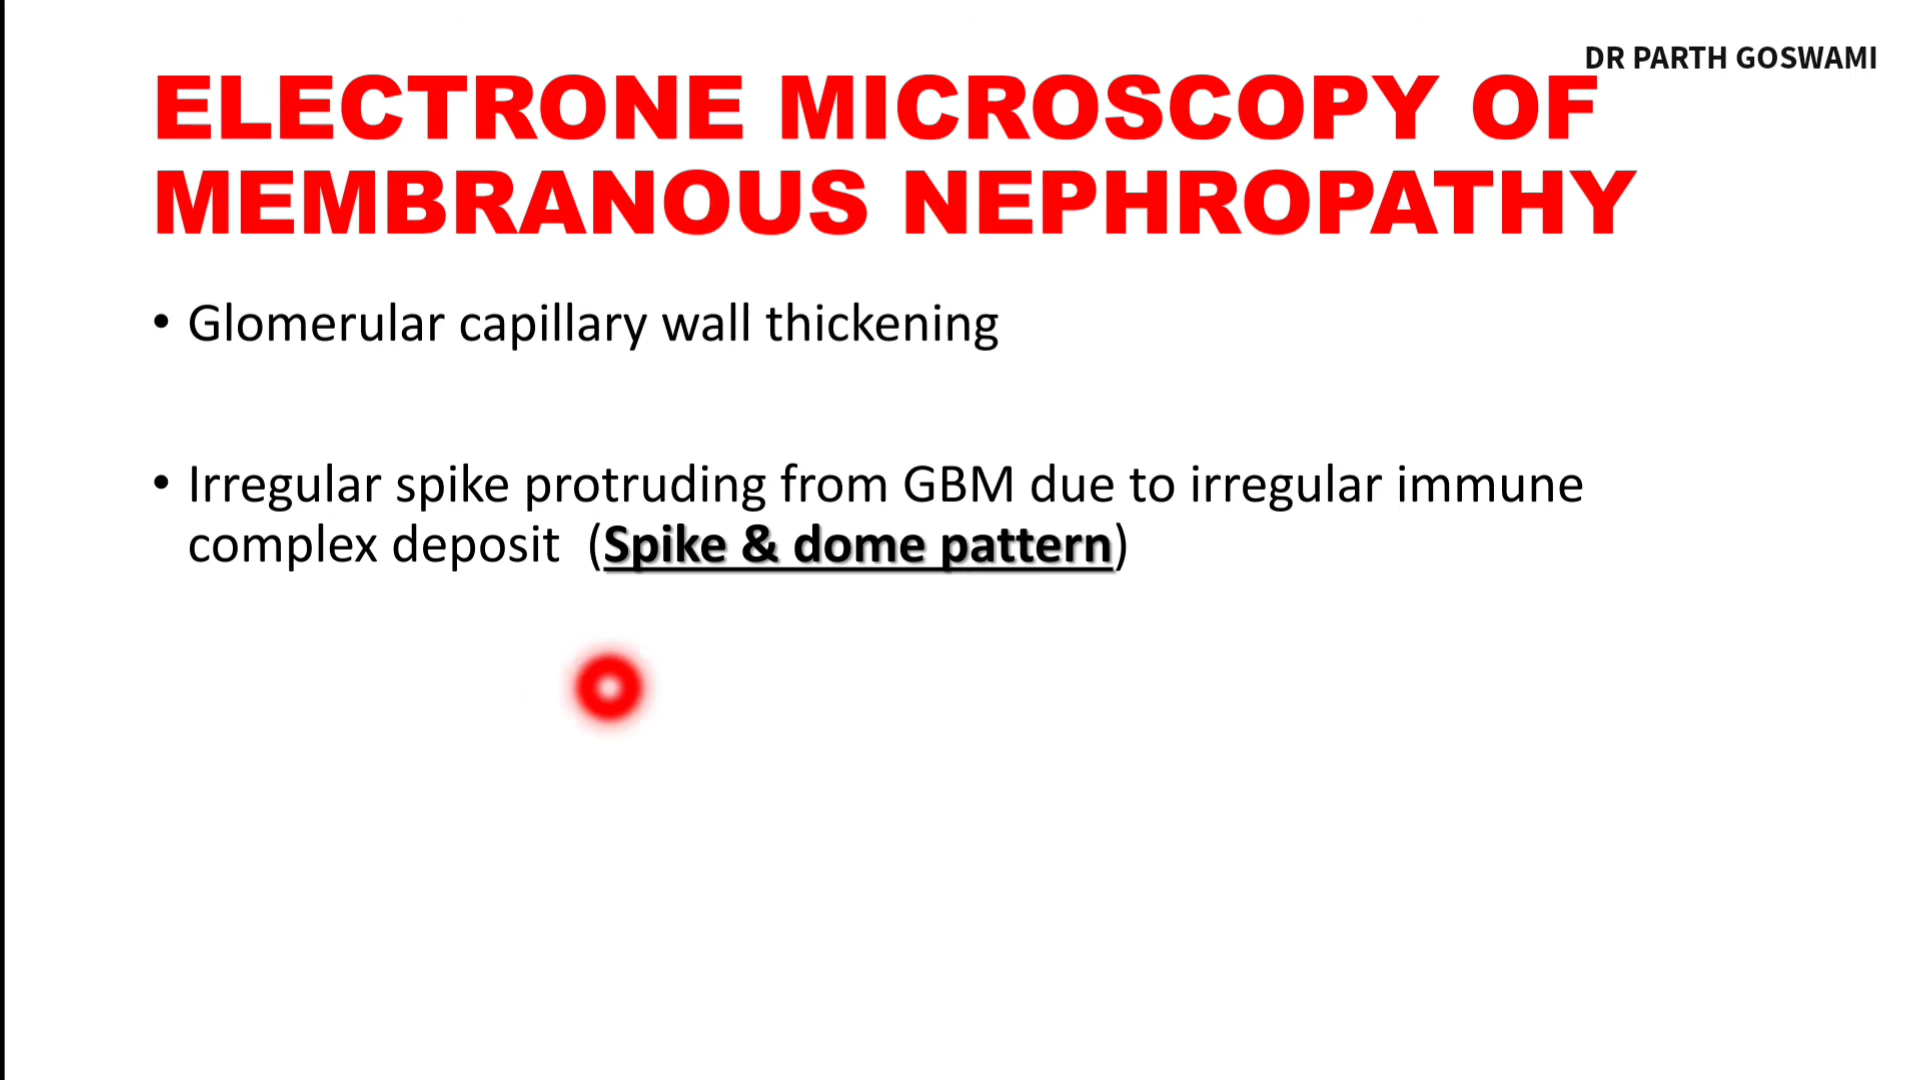 DR PARTH GOSWAMI
ELECTRONE MICROSCOPY OF
MEMBRANOUS NEPHROPATHY
• Glomerular capillary wall thickening
• Irregular spike protruding from GBM due to irregular immune
complex deposit  (Spike & dome pattern)